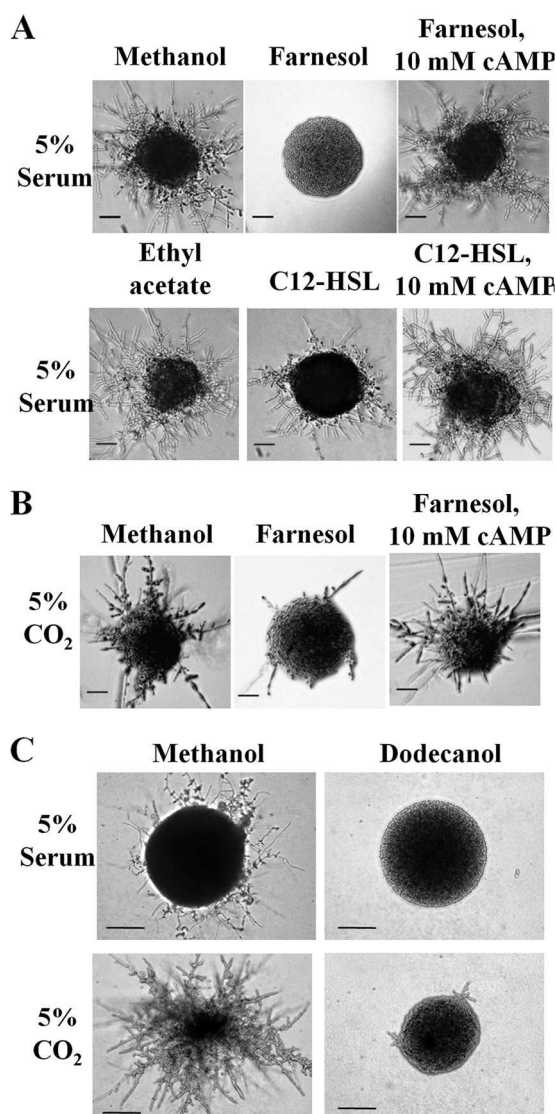 A
Methanol Farnesol Farnesol,
10 mM cAMP
5%
Serum
Ethyl
acetate C12-HSL C12-HSL,
10 mM cAMP
5%
Serum
B
Methanol Farnesol Farnesol,
10 mM cAMP
5%
CO₂
C
Methanol Dodecanol
5%
Serum
5%
CO₂